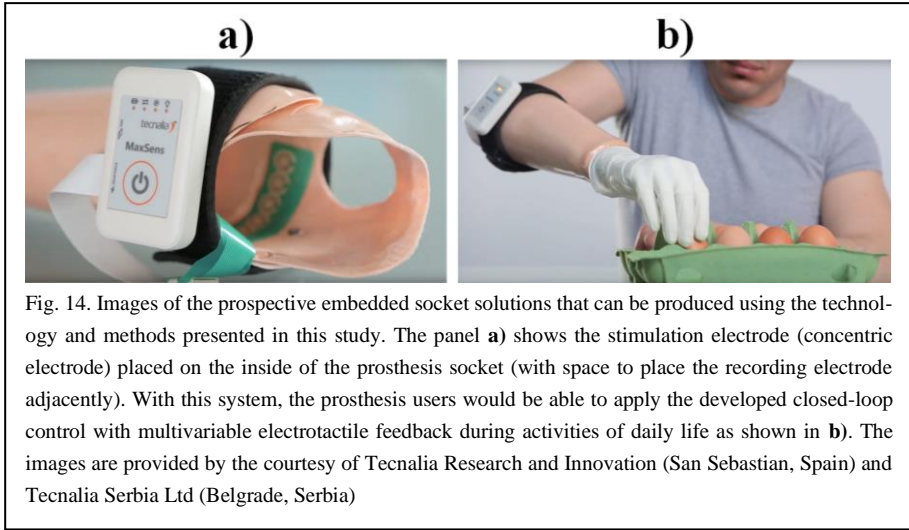 a)
b)
tecnalia
MaxSens
Fig. 14. Images of the prospective embedded socket solutions that can be produced using the technol-
ogy and methods presented in this study. The panel a) shows the stimulation electrode (concentric
electrode) placed on the inside of the prosthesis socket (with space to place the recording electrode
adjacently). With this system, the prosthesis users would be able to apply the developed closed-loop
control with multivariable electrotactile feedback during activities of daily life as shown in b). The
images are provided by the courtesy of Tecnalia Research and Innovation (San Sebastian, Spain) and
Tecnalia Serbia Ltd (Belgrade, Serbia)